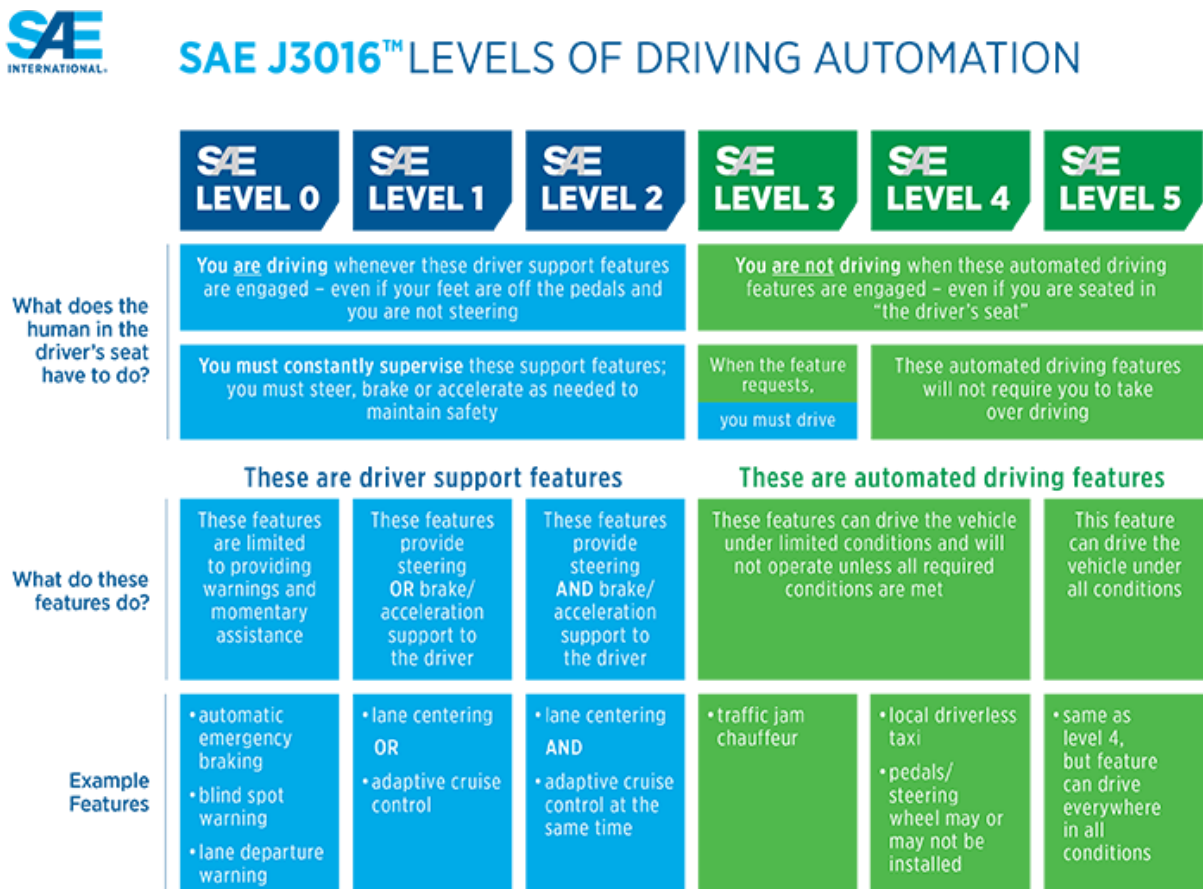 SAE
INTERNATIONAL®
SAE J3016™ LEVELS OF DRIVING AUTOMATION
SAE
LEVEL 0
SAE
LEVEL 1
SAE
LEVEL 2
SAE
LEVEL 3
SAE
LEVEL 4
SAE
LEVEL 5
What does the
human in the
driver's seat
have to do?
You are driving whenever these driver support features
are engaged – even if your feet are off the pedals and
you are not steering
You are not driving when these automated driving
features are engaged – even if you are seated in
“the driver's seat”
You must constantly supervise these support features;
you must steer, brake or accelerate as needed to
maintain safety
When the feature
requests,
you must drive
These automated driving features
will not require you to take
over driving
These are driver support features
These are automated driving features
What do these
features do?
These features
are limited
to providing
warnings and
momentary
assistance
These features
provide
steering
OR brake/
acceleration
support to
the driver
These features
provide
steering
AND brake/
acceleration
support to
the driver
These features can drive the vehicle
under limited conditions and will
not operate unless all required
conditions are met
This feature
can drive the
vehicle under
all conditions
Example
Features
• automatic
emergency
braking
• blind spot
warning
• lane departure
warning
• lane centering
OR
• adaptive cruise
control
• lane centering
AND
• adaptive cruise
control at the
same time
• traffic jam
chauffeur
• local driverless
taxi
• pedals/
steering
wheel may or
may not be
installed
• same as
level 4,
but feature
can drive
everywhere
in all
conditions